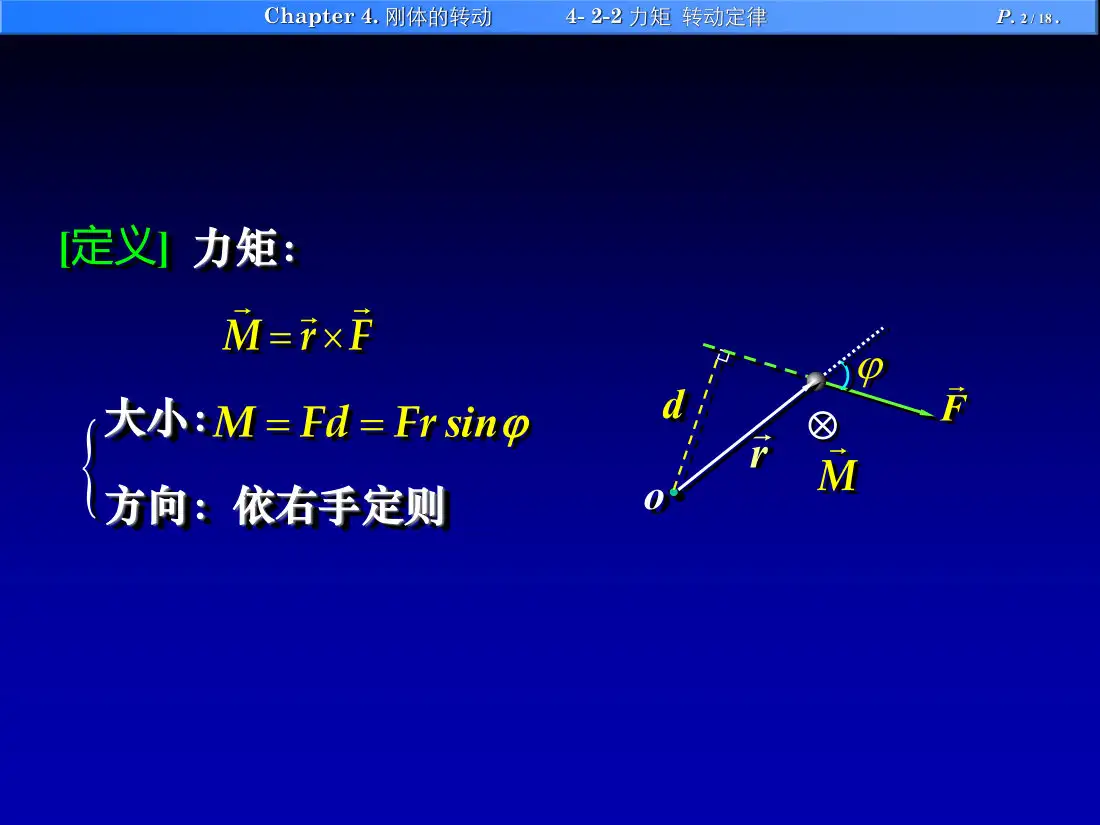 Chapter 4. 刚体的转动 4- 2-2 力矩 转动定律 P. 2 / 18 .
[定义] 力矩：
M⃗ = r⃗ × F⃗
大小：M = Fd = Fr sin φ
方向：依右手定则
φ
d
F⃗
r⃗
M⃗
o